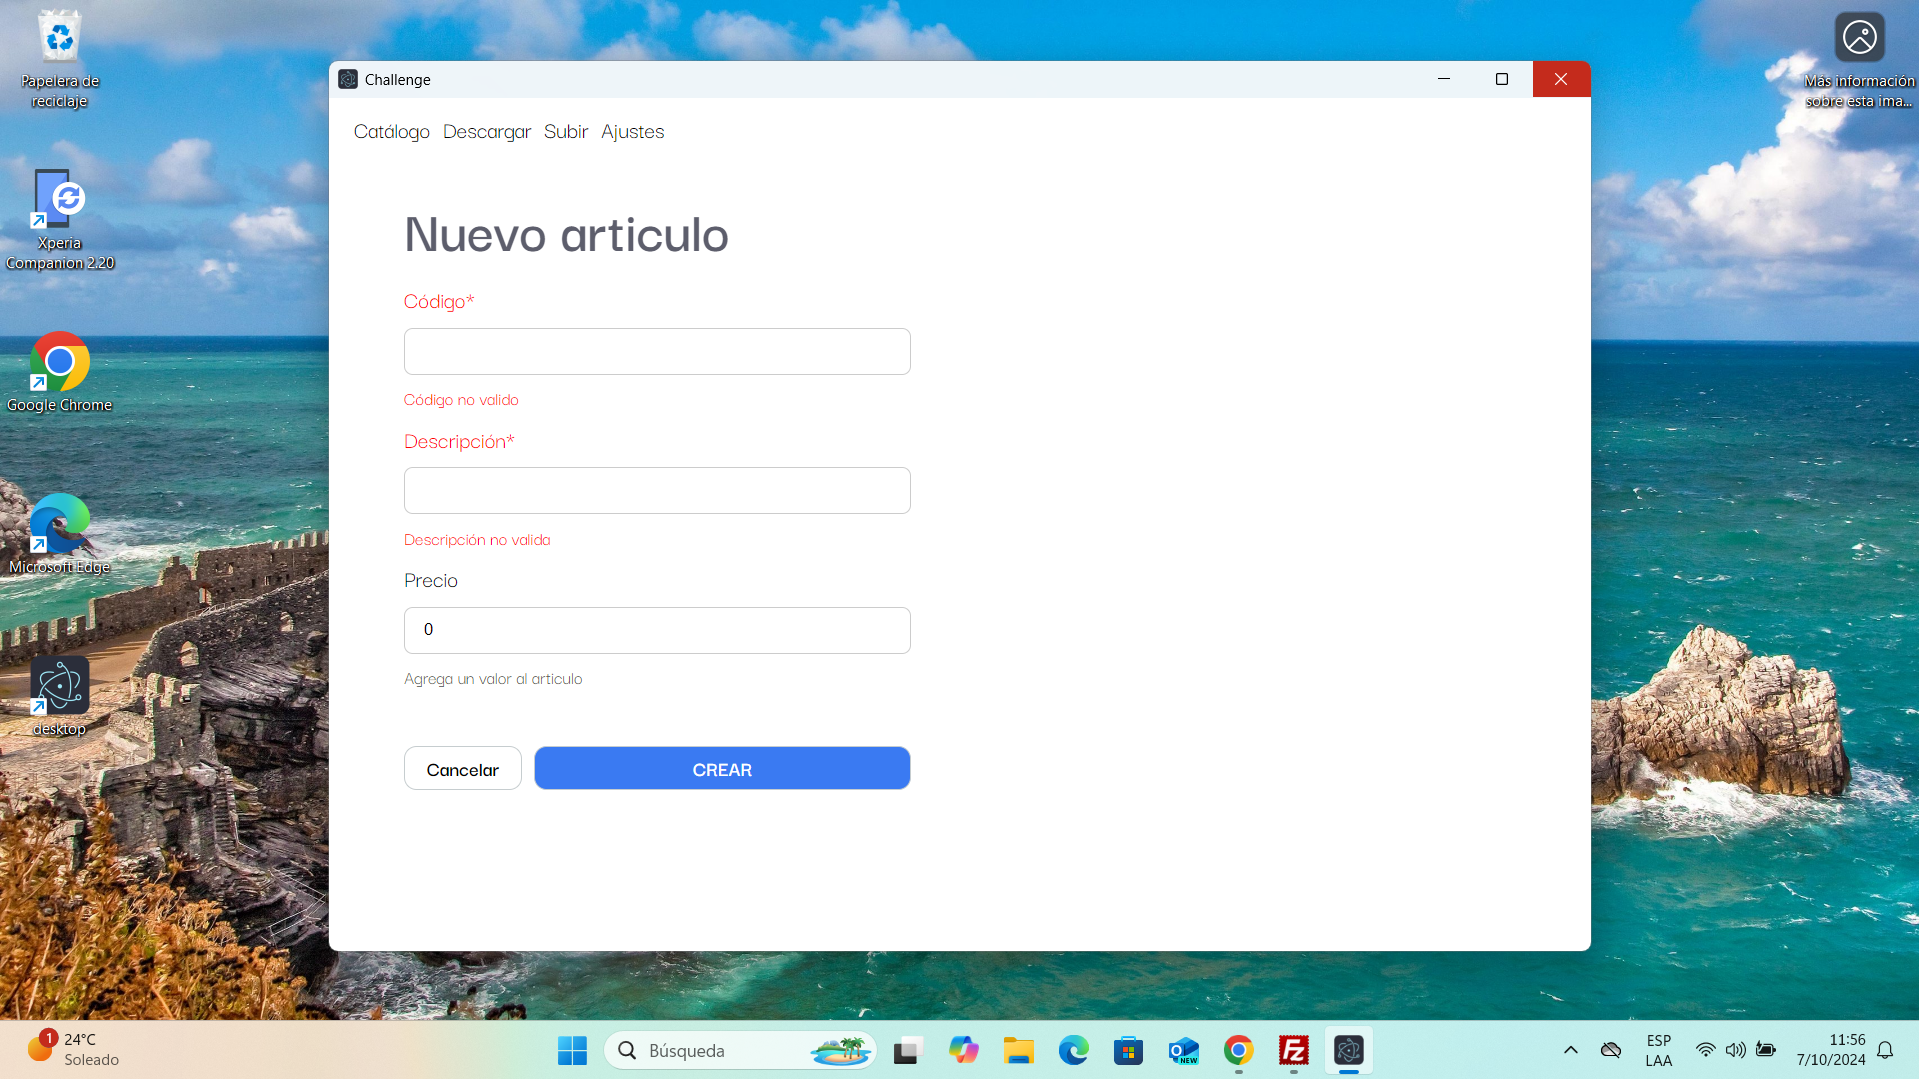 Papelera de
reciclaje
Xperia
Companion 2.20
Google Chrome
Microsoft Edge
desktop
Más información
sobre esta ima...
Challenge
Catálogo Descargar Subir Ajustes
Nuevo articulo
Código*
Código no valido
Descripción*
Descripción no valida
Precio
0
Agrega un valor al articulo
Cancelar
CREAR
1
24°C
Soleado
Búsqueda
NEW
ESP
LAA
11:56
7/10/2024